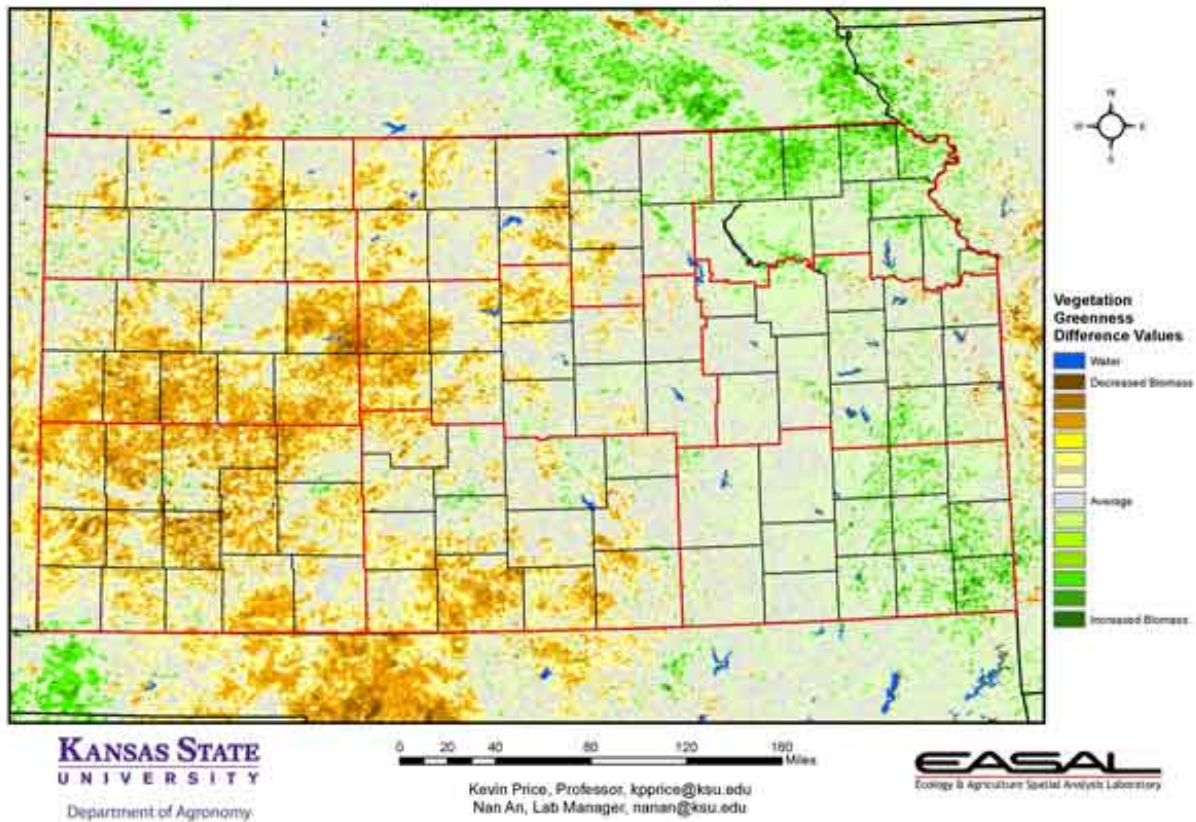 N
W E
S
Vegetation
Greenness
Difference Values
Water
Decreased Biomass
Average
Increased Biomass
KANSAS STATE
UNIVERSITY
Department of Agronomy
0 20 40 80 120 160
Miles
Kevin Price, Professor, kpprice@ksu.edu
Nan An, Lab Manager, nanan@ksu.edu
EASAL
Ecology & Agriculture Spatial Analysis Laboratory